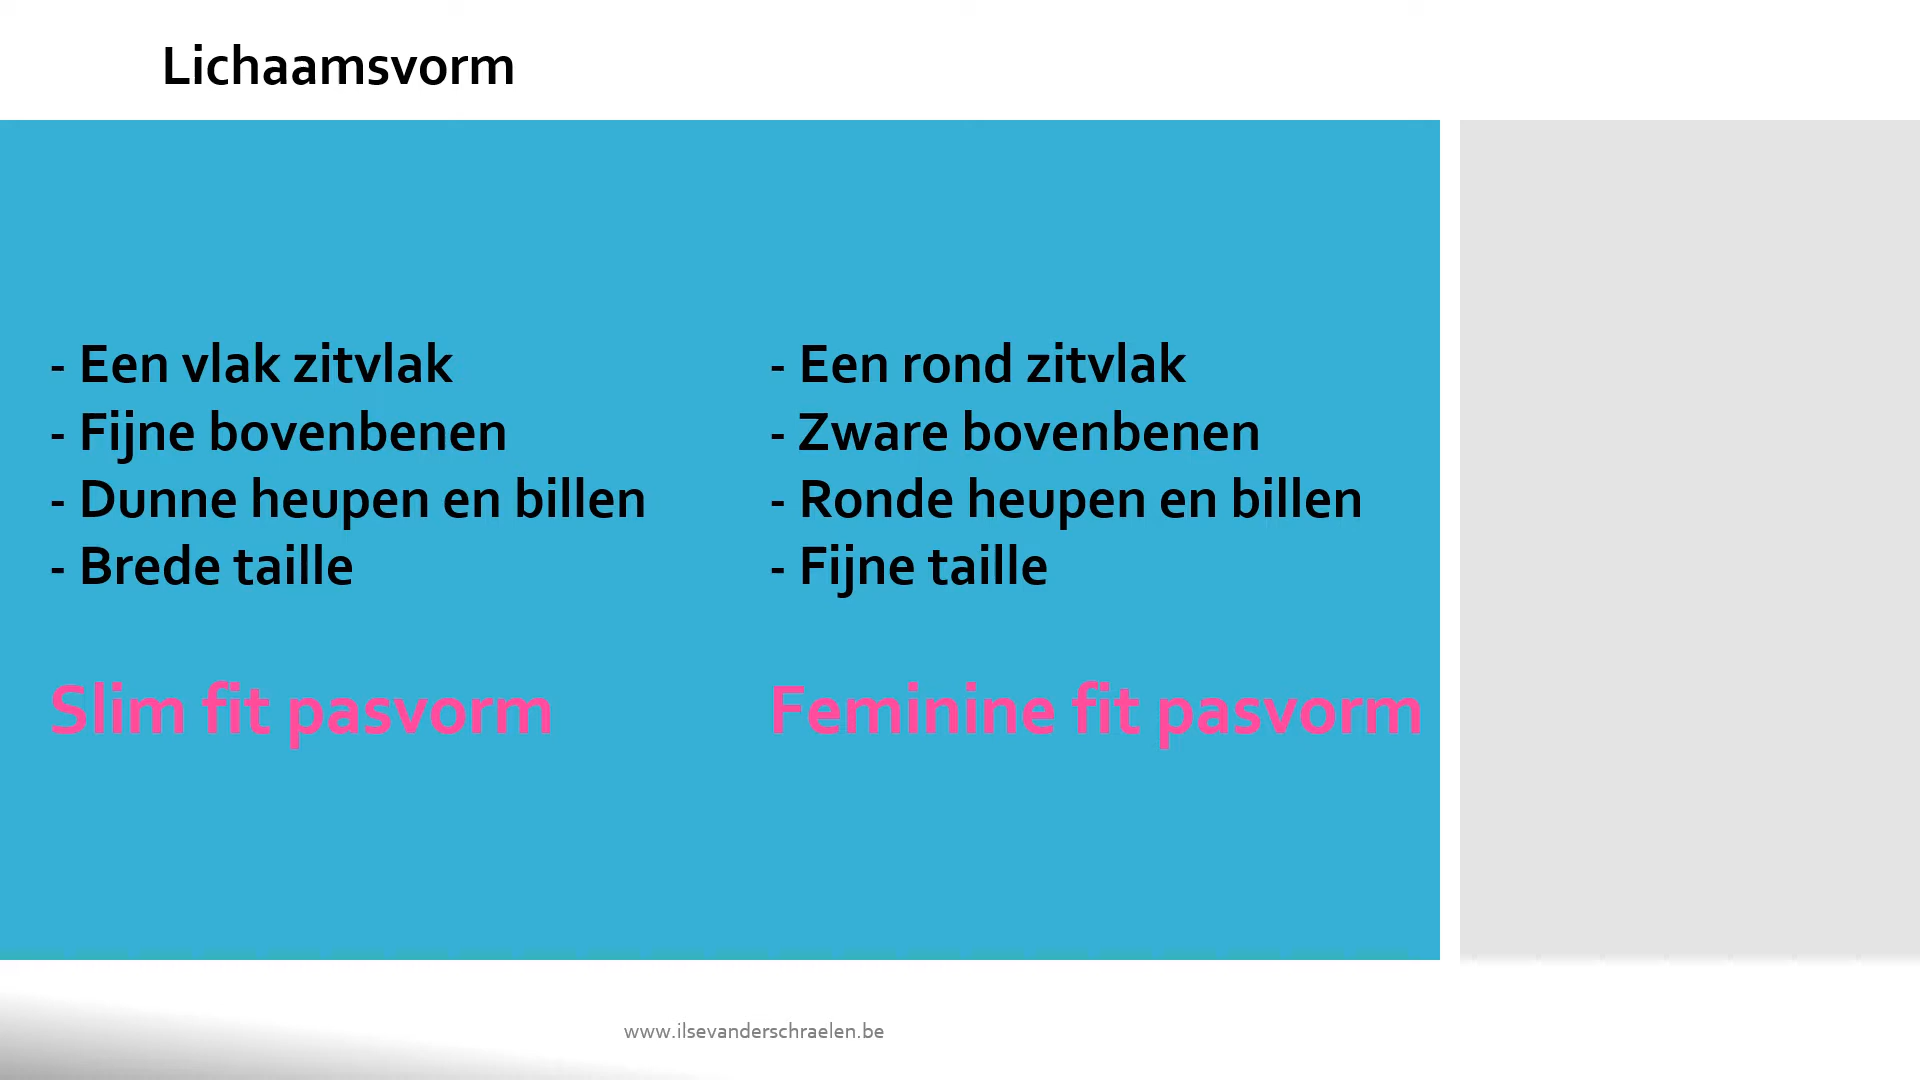 Lichaamsvorm
- Een vlak zitvlak
- Fijne bovenbenen
- Dunne heupen en billen
- Brede taille
Slim fit pasvorm
- Een rond zitvlak
- Zware bovenbenen
- Ronde heupen en billen
- Fijne taille
Feminine fit pasvorm
www.ilsevanderschraelen.be